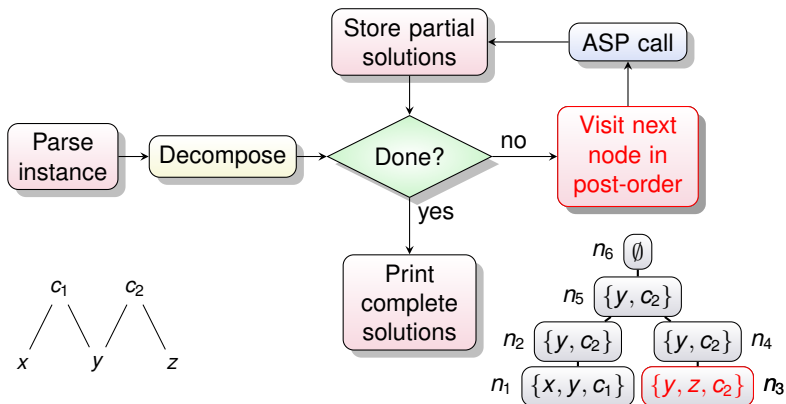 Store partial
solutions
ASP call
Parse
instance
Decompose
Done?
no
Visit next
node in
post-order
yes
Print
complete
solutions
c₁ c₂
x y z
n₆ ∅
n₅ {y, c₂}
n₂ {y, c₂} {y, c₂} n₄
n₁ {x, y, c₁} {y, z, c₂} n₃